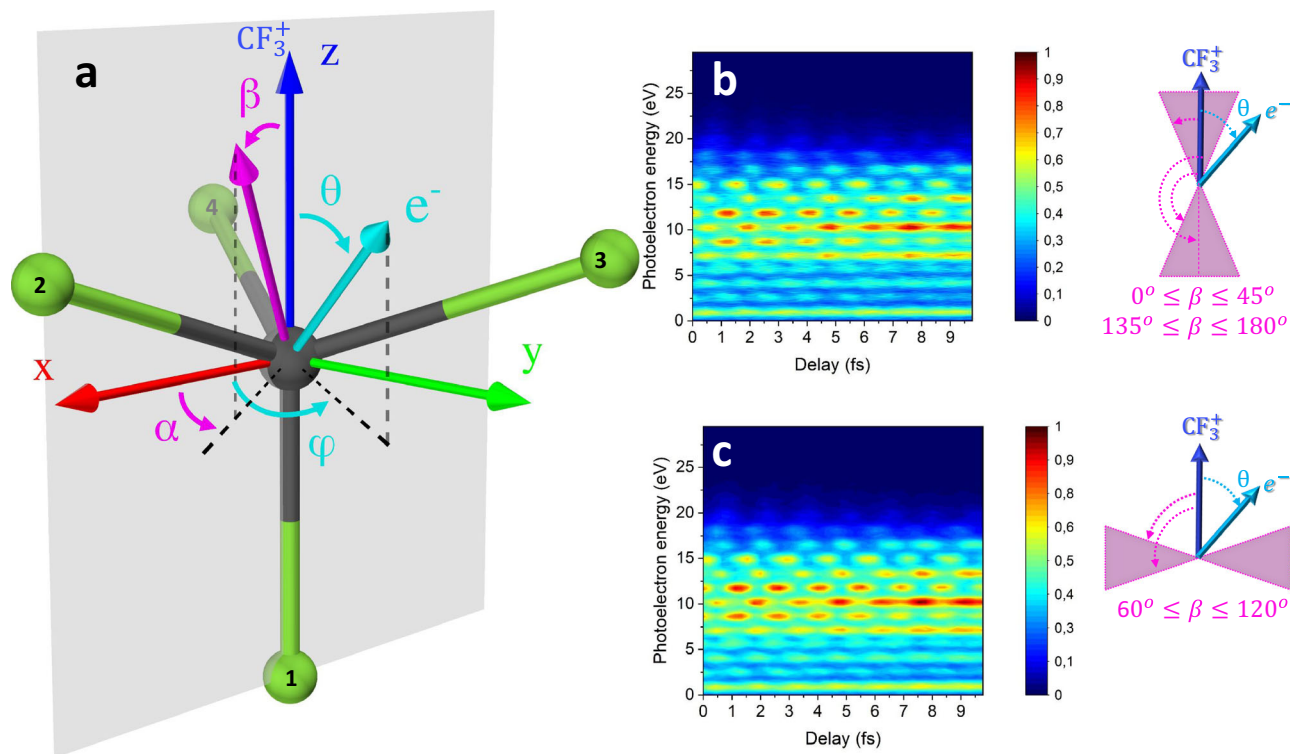 a
CF₃⁺
z
β
θ
e⁻
4
2
3
x
y
α
φ
1
b
Photoelectron energy (eV)
25
20
15
10
5
0
0 1 2 3 4 5 6 7 8 9
Delay (fs)
1
0,9
0,8
0,7
0,6
0,5
0,4
0,3
0,2
0,1
0
CF₃⁺
θ
e⁻
0° ≤ β ≤ 45°
135° ≤ β ≤ 180°
c
Photoelectron energy (eV)
25
20
15
10
5
0
0 1 2 3 4 5 6 7 8 9
Delay (fs)
1
0,9
0,8
0,7
0,6
0,5
0,4
0,3
0,2
0,1
0
CF₃⁺
θ
e⁻
60° ≤ β ≤ 120°